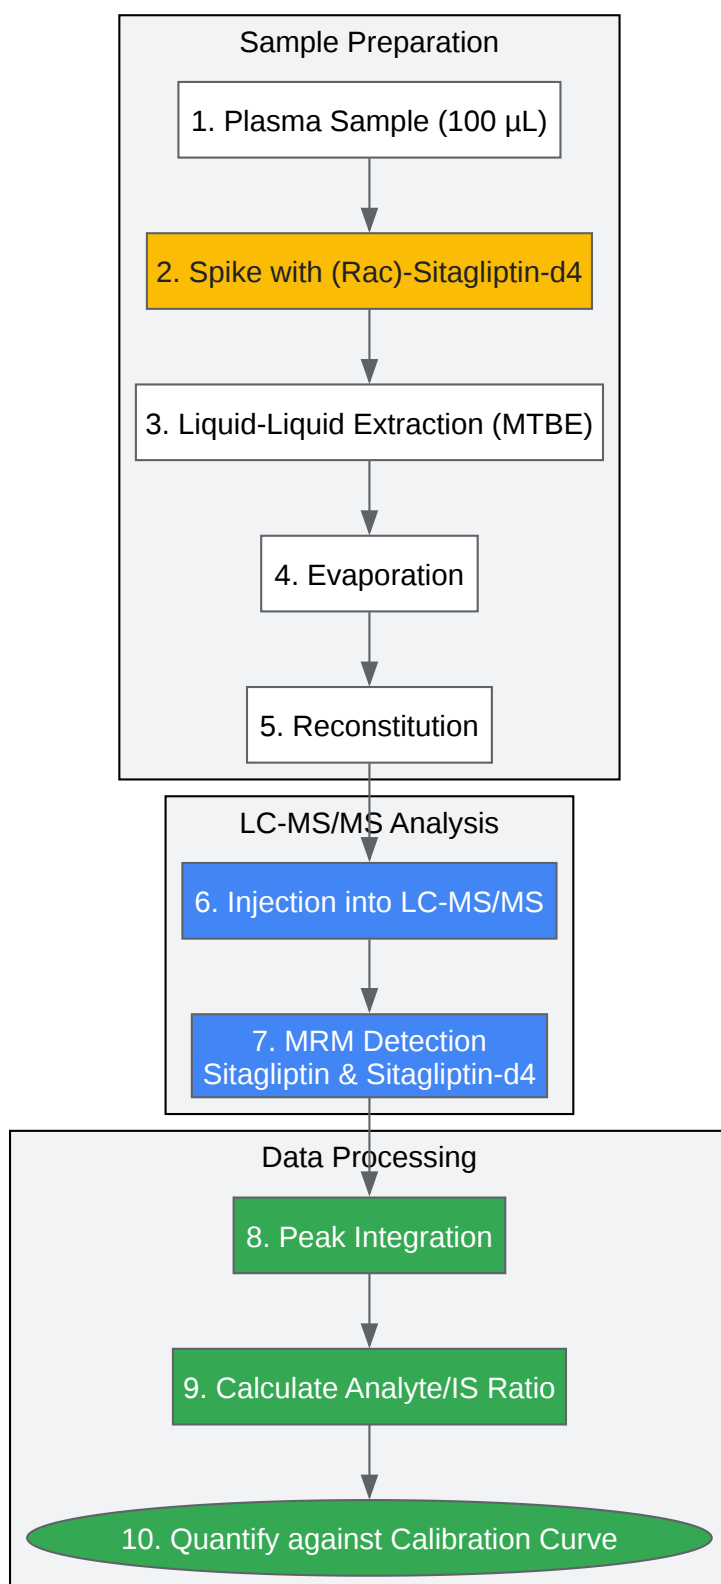 Sample Preparation
1. Plasma Sample (100 µL)
2. Spike with (Rac)-Sitagliptin-d4
3. Liquid-Liquid Extraction (MTBE)
4. Evaporation
5. Reconstitution
LC-MS/MS Analysis
6. Injection into LC-MS/MS
7. MRM Detection
Sitagliptin & Sitagliptin-d4
Data Processing
8. Peak Integration
9. Calculate Analyte/IS Ratio
10. Quantify against Calibration Curve